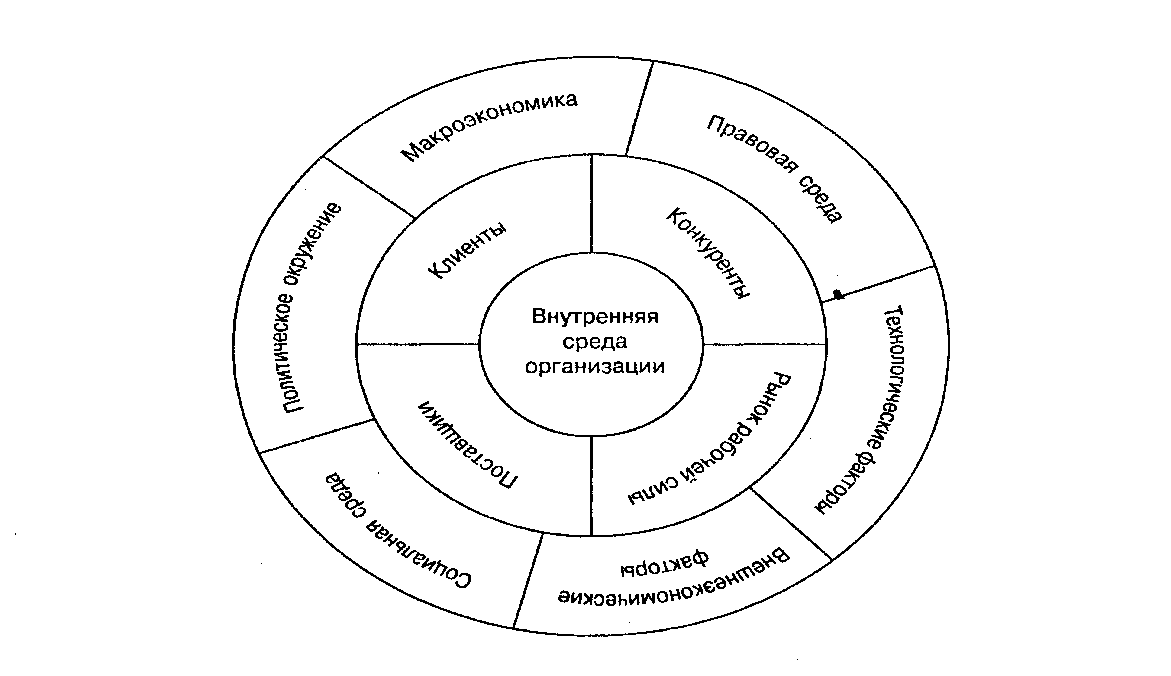 Макроэкономика
Правовая среда
Технологические факторы
Внешнеэкономические
факторы
Социальная среда
Политическое окружение
Клиенты
Конкуренты
Рынок рабочей силы
Поставщики
Внутренняя
среда
организации